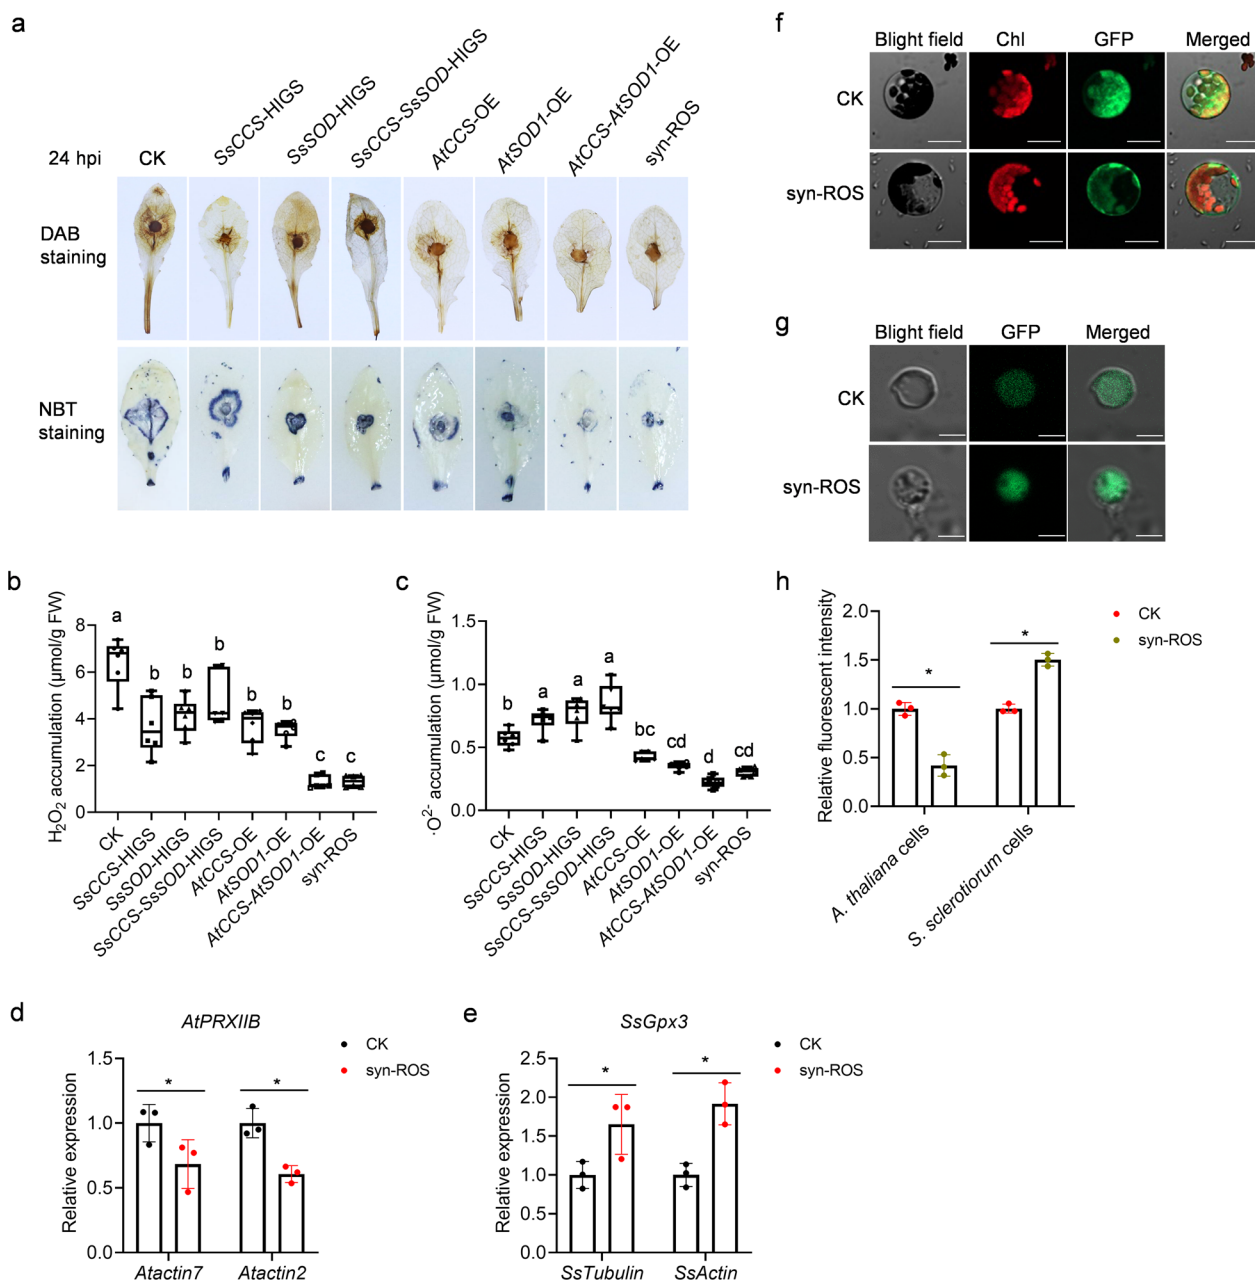 a
24 hpi
CK
SsCCS-HIGS
SsSOD-HIGS
SsCCS-SsSOD-HIGS
AtCCS-OE
AtSOD1-OE
AtCCS-AtSOD1-OE
syn-ROS
DAB
staining
NBT
staining
f
Blight field
Chl
GFP
Merged
CK
syn-ROS
g
Blight field
GFP
Merged
CK
syn-ROS
b
H₂O₂ accumulation (μmol/g FW)
8
6
4
2
0
a
b
b
b
b
b
c
c
CK
SsCCS-HIGS
SsSOD-HIGS
SsCCS-SsSOD-HIGS
AtCCS-OE
AtSOD1-OE
AtCCS-AtSOD1-OE
syn-ROS
c
·O²⁻ accumulation (μmol/g FW)
1.5
1.0
0.5
0.0
b
a
a
a
bc
cd
d
cd
CK
SsCCS-HIGS
SsSOD-HIGS
SsCCS-SsSOD-HIGS
AtCCS-OE
AtSOD1-OE
AtCCS-AtSOD1-OE
syn-ROS
h
Relative fluorescent intensity
2.0
1.5
1.0
0.5
0.0
*
*
CK
syn-ROS
A. thaliana cells
S. sclerotiorum cells
d
AtPRXIIB
Relative expression
1.5
1.0
0.5
0.0
*
*
CK
syn-ROS
Atactin7
Atactin2
e
SsGpx3
Relative expression
2.5
2.0
1.5
1.0
0.5
0.0
*
*
CK
syn-ROS
SsTubulin
SsActin